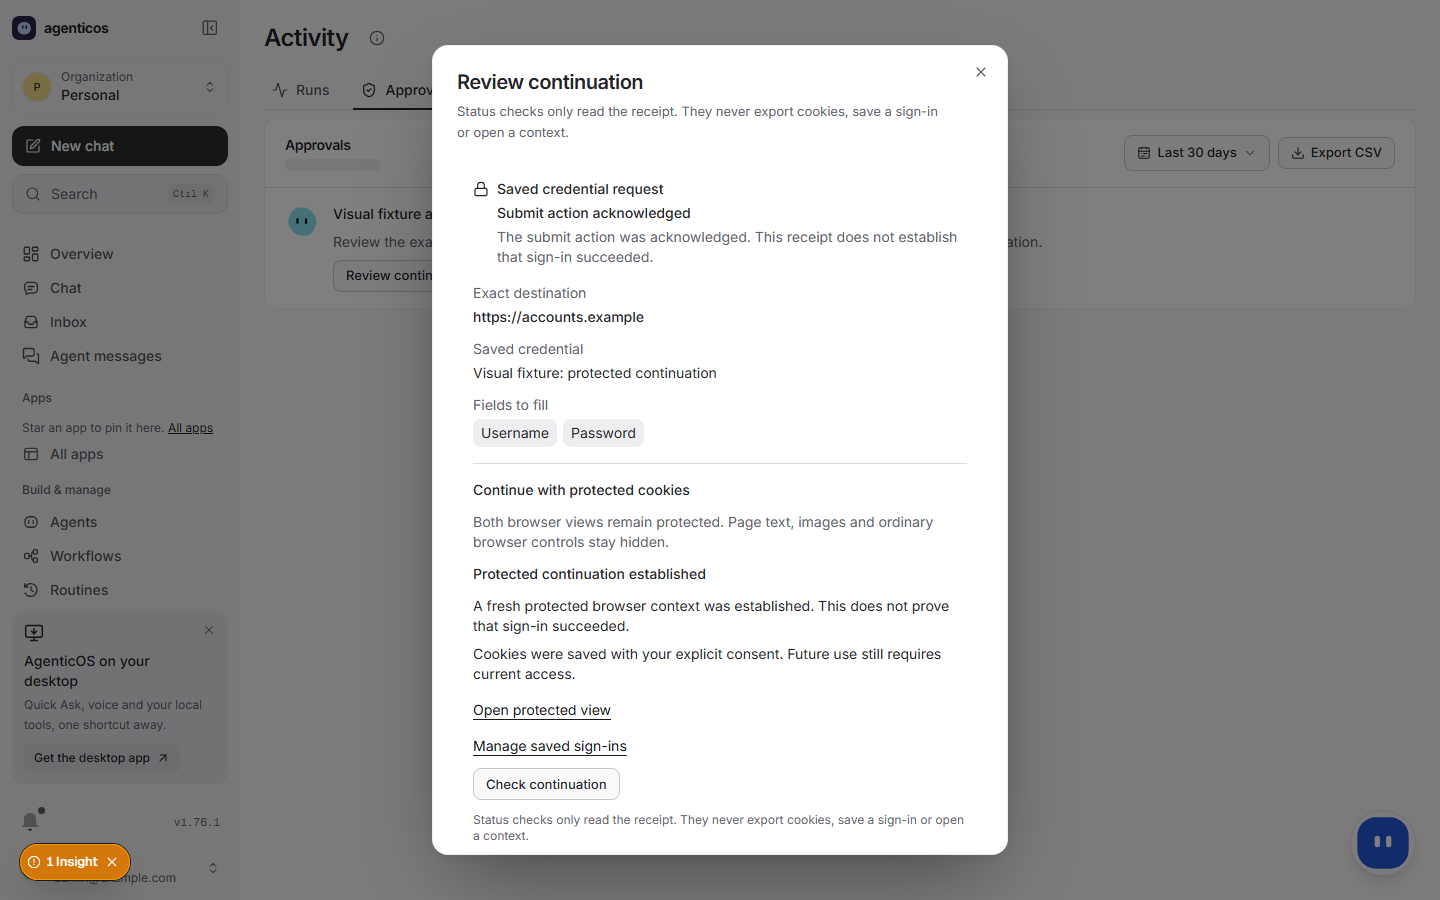 agenticos
Organization
P
Personal
New chat
Search
Ctrl K
Overview
Chat
Inbox
Agent messages
Apps
Star an app to pin it here. All apps
All apps
Build & manage
Agents
Workflows
Routines
AgenticOS on your
desktop
Quick Ask, voice and your local
tools, one shortcut away.
Get the desktop app
v1.76.1
1 Insight
Activity
Runs
Approv
Approvals
Last 30 days
Export CSV
Visual fixture a
Review the exa
ation.
Review contin
Review continuation
Status checks only read the receipt. They never export cookies, save a sign-in
or open a context.
Saved credential request
Submit action acknowledged
The submit action was acknowledged. This receipt does not establish
that sign-in succeeded.
Exact destination
https://accounts.example
Saved credential
Visual fixture: protected continuation
Fields to fill
Username
Password
Continue with protected cookies
Both browser views remain protected. Page text, images and ordinary
browser controls stay hidden.
Protected continuation established
A fresh protected browser context was established. This does not prove
that sign-in succeeded.
Cookies were saved with your explicit consent. Future use still requires
current access.
Open protected view
Manage saved sign-ins
Check continuation
Status checks only read the receipt. They never export cookies, save a sign-in or open
a context.